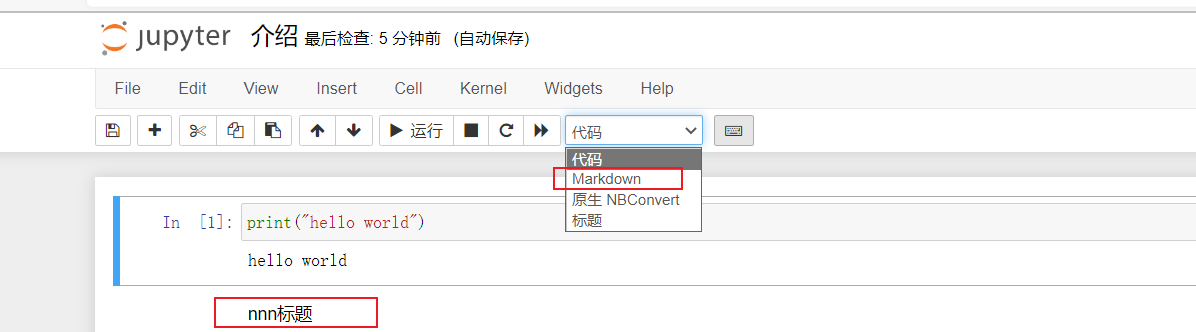 jupyter 介绍 最后检查: 5 分钟前 (自动保存)
File Edit View Insert Cell Kernel Widgets Help
运行 代码
代码
Markdown
原生 NBConvert
标题
In [1]: print("hello world")
hello world
nnn标题